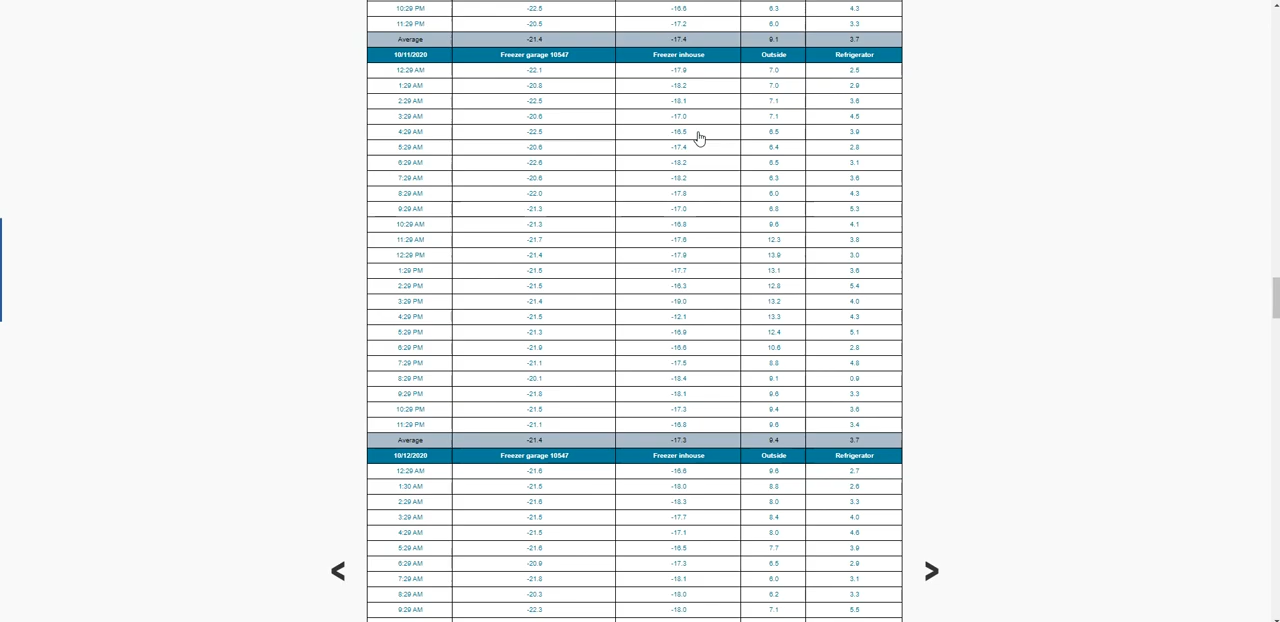 10:29 PM -22.5 -16.6 6.3 4.3
11:29 PM -20.5 -17.2 6.0 3.3
Average -21.4 -17.4 9.1 3.7
10/11/2020 Freezer garage 10547 Freezer inhouse Outside Refrigerator
12:29 AM -22.1 -17.9 7.0 2.5
1:29 AM -20.8 -18.2 7.0 2.9
2:29 AM -22.5 -18.1 7.1 3.6
3:29 AM -20.6 -17.0 7.1 4.5
4:29 AM -22.5 -16.5 6.5 3.9
5:29 AM -20.6 -17.4 6.4 2.8
6:29 AM -22.6 -18.2 6.5 3.1
7:29 AM -20.6 -18.2 6.3 3.6
8:29 AM -22.0 -17.8 6.0 4.3
9:29 AM -21.3 -17.0 6.8 5.3
10:29 AM -21.3 -16.8 9.6 4.1
11:29 AM -21.7 -17.6 12.3 3.8
12:29 PM -21.4 -17.9 13.9 3.0
1:29 PM -21.5 -17.7 13.1 3.6
2:29 PM -21.5 -16.3 12.8 5.4
3:29 PM -21.4 -19.0 13.2 4.0
4:29 PM -21.5 -12.1 13.3 4.3
5:29 PM -21.3 -16.9 12.4 5.1
6:29 PM -21.9 -16.6 10.6 2.8
7:29 PM -21.1 -17.5 8.8 4.8
8:29 PM -20.1 -18.4 9.1 0.9
9:29 PM -21.8 -18.1 9.6 3.3
10:29 PM -21.5 -17.3 9.4 3.6
11:29 PM -21.1 -16.8 9.6 3.4
Average -21.4 -17.3 9.4 3.7
10/12/2020 Freezer garage 10547 Freezer inhouse Outside Refrigerator
12:29 AM -21.6 -16.6 9.6 2.7
1:30 AM -21.5 -18.0 8.8 2.6
2:29 AM -21.6 -18.3 8.0 3.3
3:29 AM -21.5 -17.7 8.4 4.0
4:29 AM -21.5 -17.1 8.0 4.6
5:29 AM -21.6 -16.5 7.7 3.9
6:29 AM -20.9 -17.3 6.5 2.9
7:29 AM -21.8 -18.1 6.0 3.1
8:29 AM -20.3 -18.0 6.2 3.3
9:29 AM -22.3 -18.0 7.1 5.5